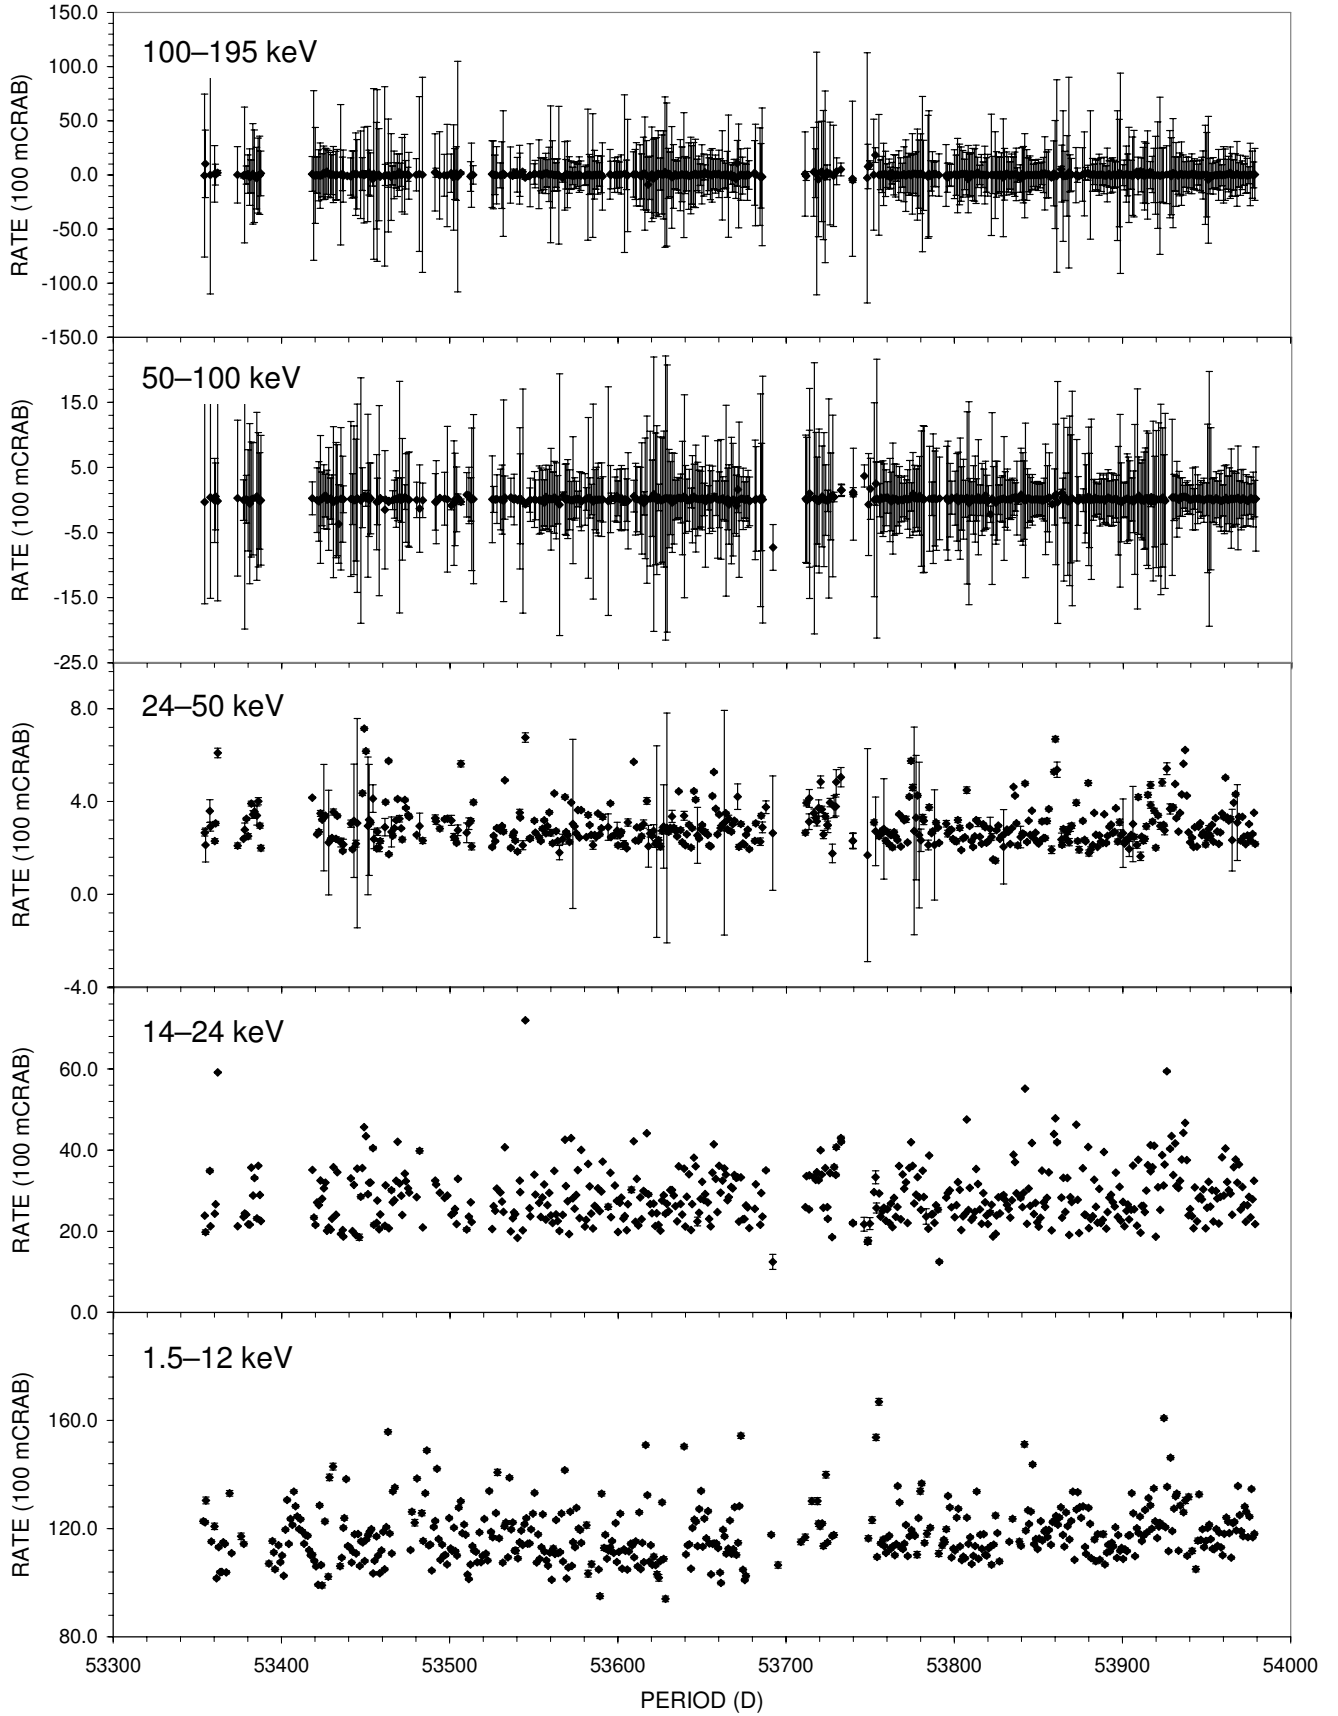 150.0
100–195 keV
100.0
50.0
0.0
-50.0
-100.0
-150.0
RATE (100 mCRAB)
50–100 keV
15.0
5.0
-5.0
-15.0
-25.0
RATE (100 mCRAB)
24–50 keV
8.0
4.0
0.0
-4.0
RATE (100 mCRAB)
14–24 keV
60.0
40.0
20.0
0.0
RATE (100 mCRAB)
1.5–12 keV
160.0
120.0
80.0
RATE (100 mCRAB)
53300 53400 53500 53600 53700 53800 53900 54000
PERIOD (D)